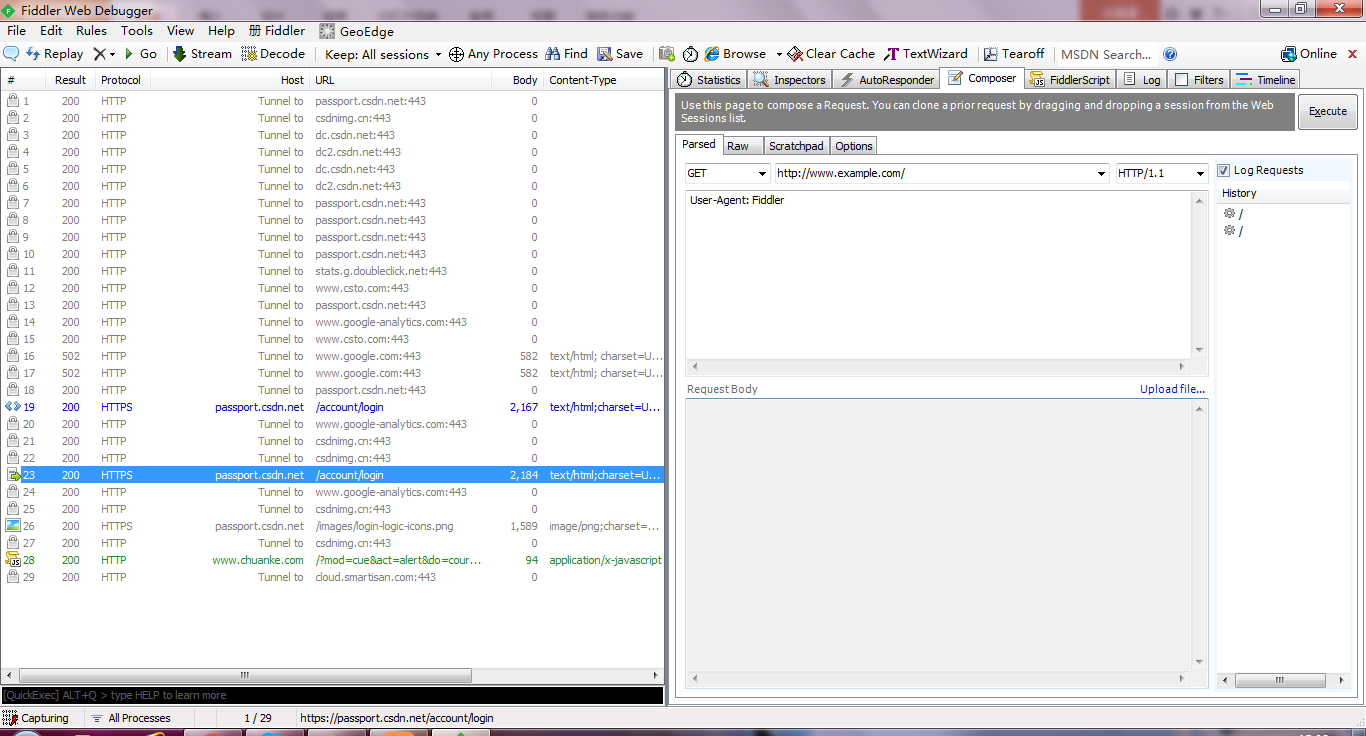 Fiddler Web Debugger
File Edit Rules Tools View Help Fiddler GeoEdge
Replay Go Stream Decode Keep: All sessions Any Process Find Save Browse Clear Cache TextWizard Tearoff MSDN Search... Online
# Result Protocol Host URL Body Content-Type
1 200 HTTP Tunnel to passport.csdn.net:443 0
2 200 HTTP Tunnel to csdnimg.cn:443 0
3 200 HTTP Tunnel to dc.csdn.net:443 0
4 200 HTTP Tunnel to dc2.csdn.net:443 0
5 200 HTTP Tunnel to dc.csdn.net:443 0
6 200 HTTP Tunnel to dc2.csdn.net:443 0
7 200 HTTP Tunnel to passport.csdn.net:443 0
8 200 HTTP Tunnel to passport.csdn.net:443 0
9 200 HTTP Tunnel to passport.csdn.net:443 0
10 200 HTTP Tunnel to passport.csdn.net:443 0
11 200 HTTP Tunnel to stats.g.doubleclick.net:443 0
12 200 HTTP Tunnel to www.csto.com:443 0
13 200 HTTP Tunnel to passport.csdn.net:443 0
14 200 HTTP Tunnel to www.google-analytics.com:443 0
15 200 HTTP Tunnel to www.csto.com:443 0
16 502 HTTP Tunnel to www.google.com:443 582 text/html; charset=U...
17 502 HTTP Tunnel to www.google.com:443 582 text/html; charset=U...
18 200 HTTP Tunnel to passport.csdn.net:443 0
19 200 HTTPS passport.csdn.net /account/login 2,167 text/html;charset=U...
20 200 HTTP Tunnel to www.google-analytics.com:443 0
21 200 HTTP Tunnel to csdnimg.cn:443 0
22 200 HTTP Tunnel to csdnimg.cn:443 0
23 200 HTTPS passport.csdn.net /account/login 2,184 text/html;charset=U...
24 200 HTTP Tunnel to www.google-analytics.com:443 0
25 200 HTTP Tunnel to csdnimg.cn:443 0
26 200 HTTPS passport.csdn.net /images/login-logic-icons.png 1,589 image/png;charset=...
27 200 HTTP Tunnel to csdnimg.cn:443 0
28 200 HTTP www.chuanke.com /?mod=cue&act=alert&do=cour... 94 application/x-javascript
29 200 HTTP Tunnel to cloud.smartisan.com:443 0
[QuickExec] ALT+Q > type HELP to learn more
Statistics Inspectors AutoResponder Composer FiddlerScript Log Filters Timeline
Use this page to compose a Request. You can clone a prior request by dragging and dropping a session from the Web
Sessions list.
Execute
Parsed Raw Scratchpad Options
GET http://www.example.com/ HTTP/1.1
Log Requests
User-Agent: Fiddler
History
/
/
Request Body Upload file...
Capturing All Processes 1 / 29 https://passport.csdn.net/account/login